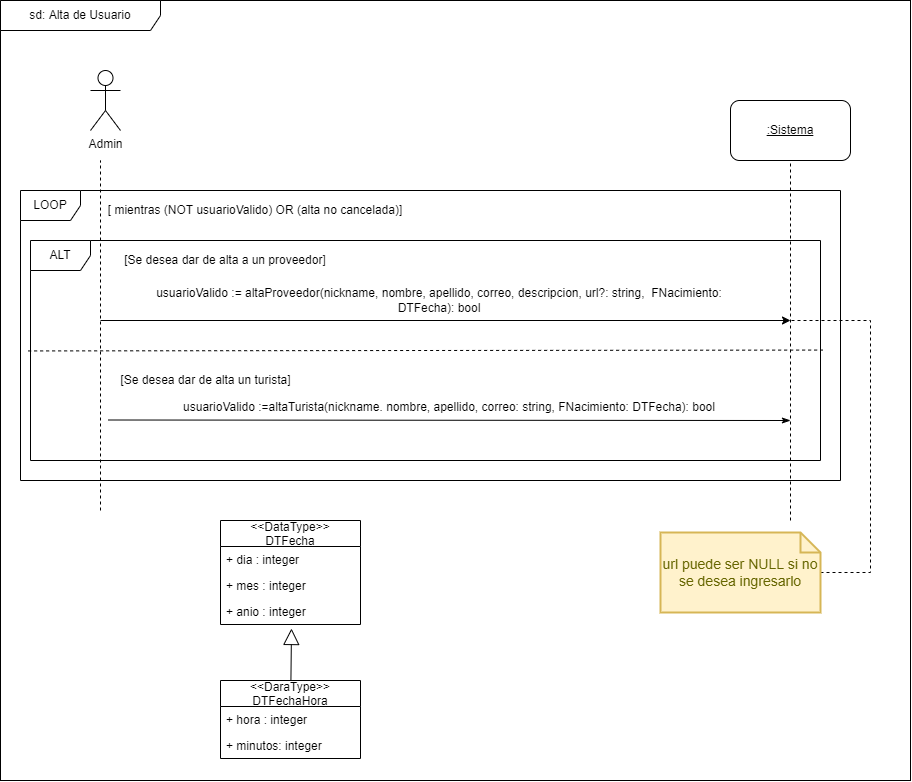 sd: Alta de Usuario
Admin
:Sistema
LOOP
[ mientras (NOT usuarioValido) OR (alta no cancelada)]
ALT
[Se desea dar de alta a un proveedor]
usuarioValido := altaProveedor(nickname, nombre, apellido, correo, descripcion, url?: string,  FNacimiento:
DTFecha): bool
[Se desea dar de alta un turista]
usuarioValido :=altaTurista(nickname. nombre, apellido, correo: string, FNacimiento: DTFecha): bool
<<DataType>>
DTFecha
+ dia : integer
+ mes : integer
+ anio : integer
url puede ser NULL si no
se desea ingresarlo
<<DaraType>>
DTFechaHora
+ hora : integer
+ minutos: integer